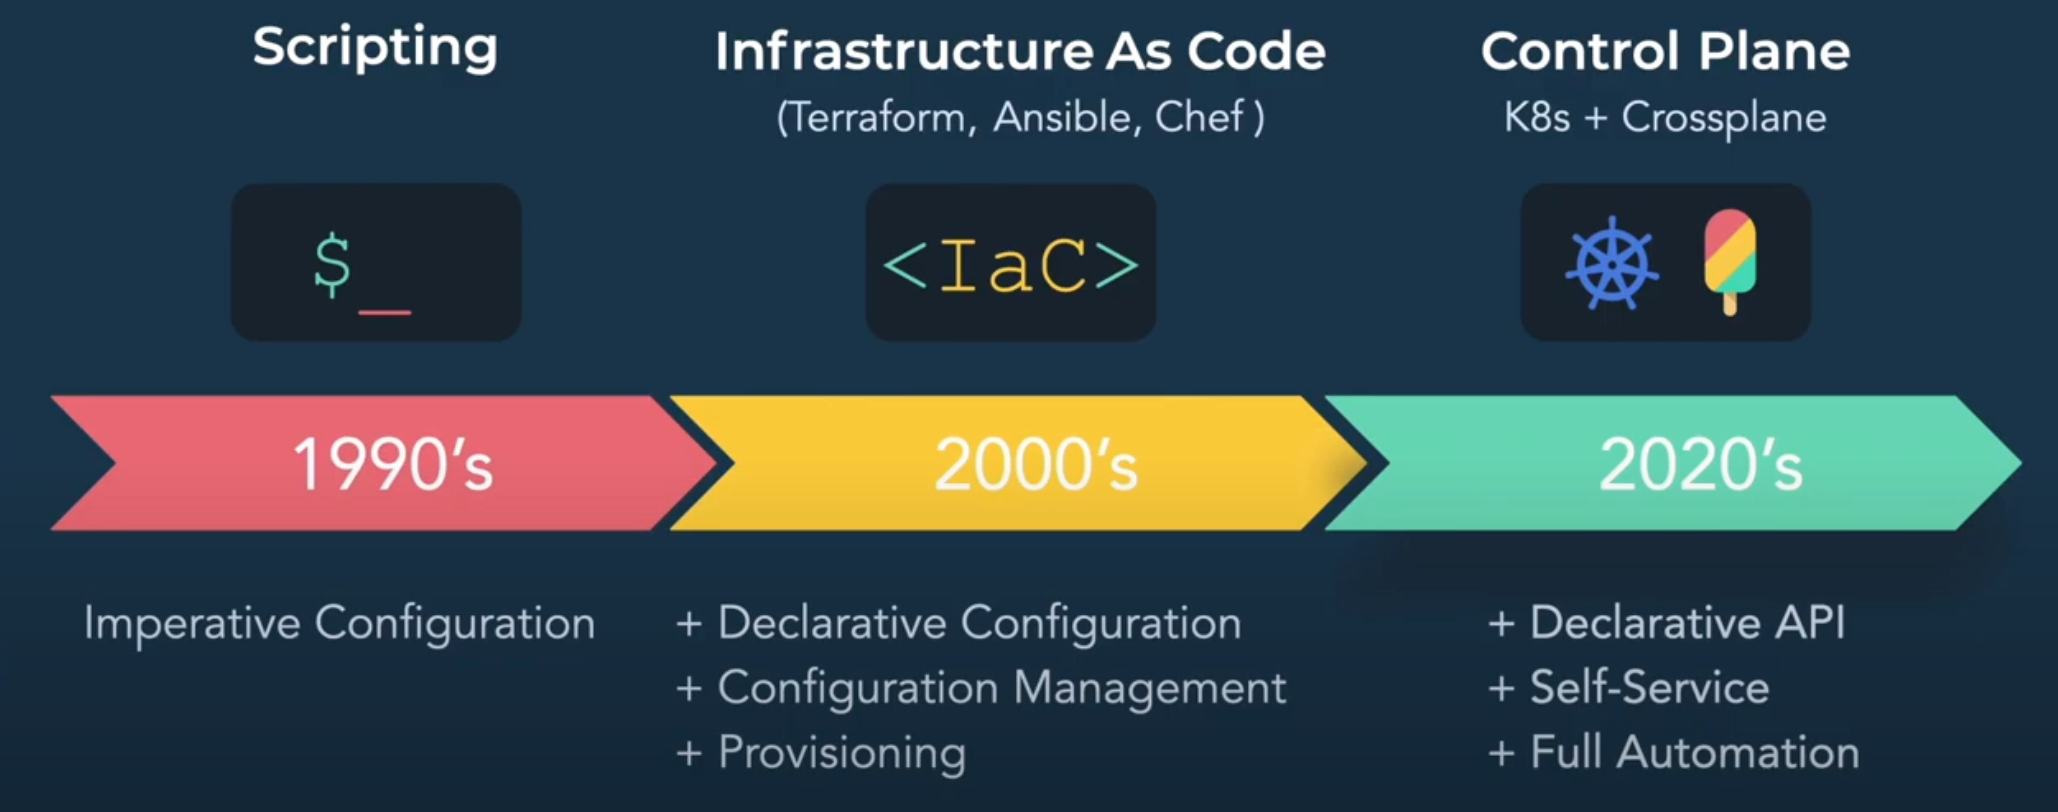 Scripting
Infrastructure As Code
(Terraform, Ansible, Chef )
Control Plane
K8s + Crossplane
$_
<IaC>
1990's
2000's
2020's
Imperative Configuration
+ Declarative Configuration
+ Configuration Management
+ Provisioning
+ Declarative API
+ Self-Service
+ Full Automation